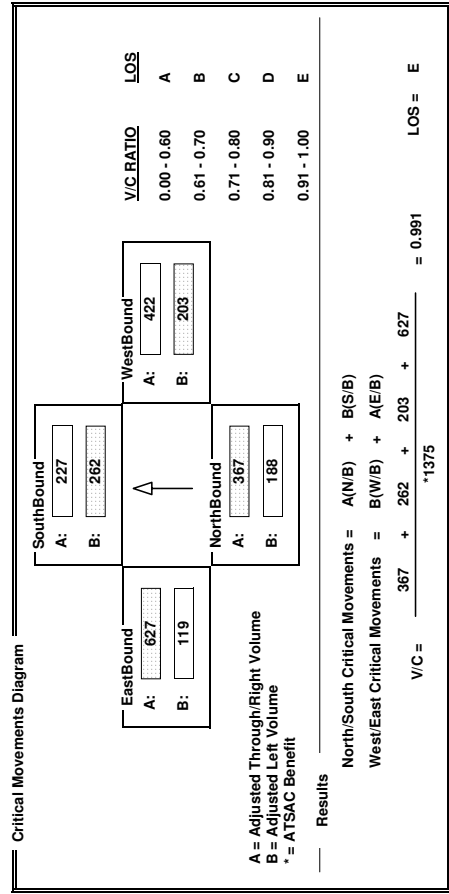 Critical Movements Diagram
SouthBound
A: 227
B: 262
EastBound
A: 627
B: 119
WestBound
A: 422
B: 203
NorthBound
A: 367
B: 188
V/C RATIO LOS
0.00 - 0.60 A
0.61 - 0.70 B
0.71 - 0.80 C
0.81 - 0.90 D
0.91 - 1.00 E
A = Adjusted Through/Right Volume
B = Adjusted Left Volume
* = ATSAC Benefit
Results
North/South Critical Movements = A(N/B) + B(S/B)
West/East Critical Movements = B(W/B) + A(E/B)
V/C = 367 + 262 + 203 + 627 = 0.991 LOS = E
*1375